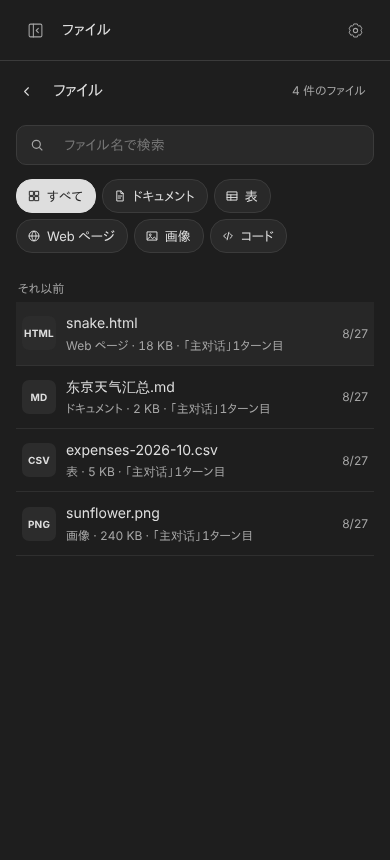 ファイル
ファイル
4 件のファイル
ファイル名で検索
すべて
ドキュメント
表
Web ページ
画像
コード
それ以前
HTML
snake.html
Web ページ · 18 KB · 「主对话」1ターン目
8/27
MD
东京天气汇总.md
ドキュメント · 2 KB · 「主对话」1ターン目
8/27
CSV
expenses-2026-10.csv
表 · 5 KB · 「主对话」1ターン目
8/27
PNG
sunflower.png
画像 · 240 KB · 「主对话」1ターン目
8/27